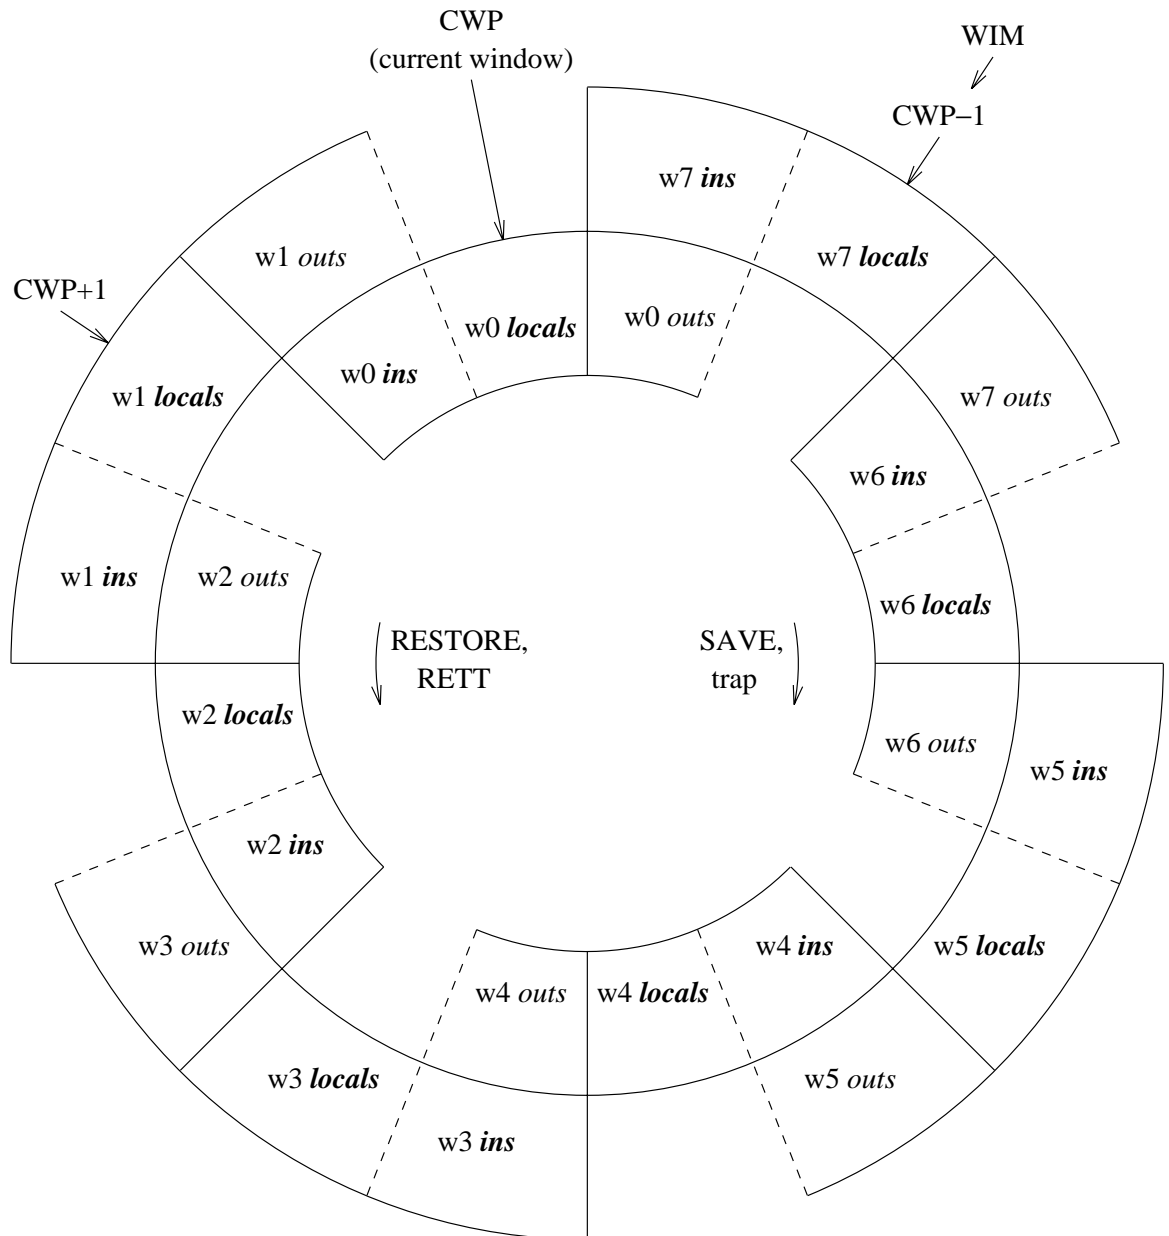 CWP
(current window)
WIM
CWP−1
w7 ins
w1 outs
w7 locals
CWP+1
w0 locals
w0 outs
w0 ins
w1 locals
w7 outs
w6 ins
w1 ins
w2 outs
w6 locals
RESTORE,
RETT
SAVE,
trap
w2 locals
w6 outs
w5 ins
w2 ins
w3 outs
w4 ins
w5 locals
w4 outs
w4 locals
w3 locals
w5 outs
w3 ins